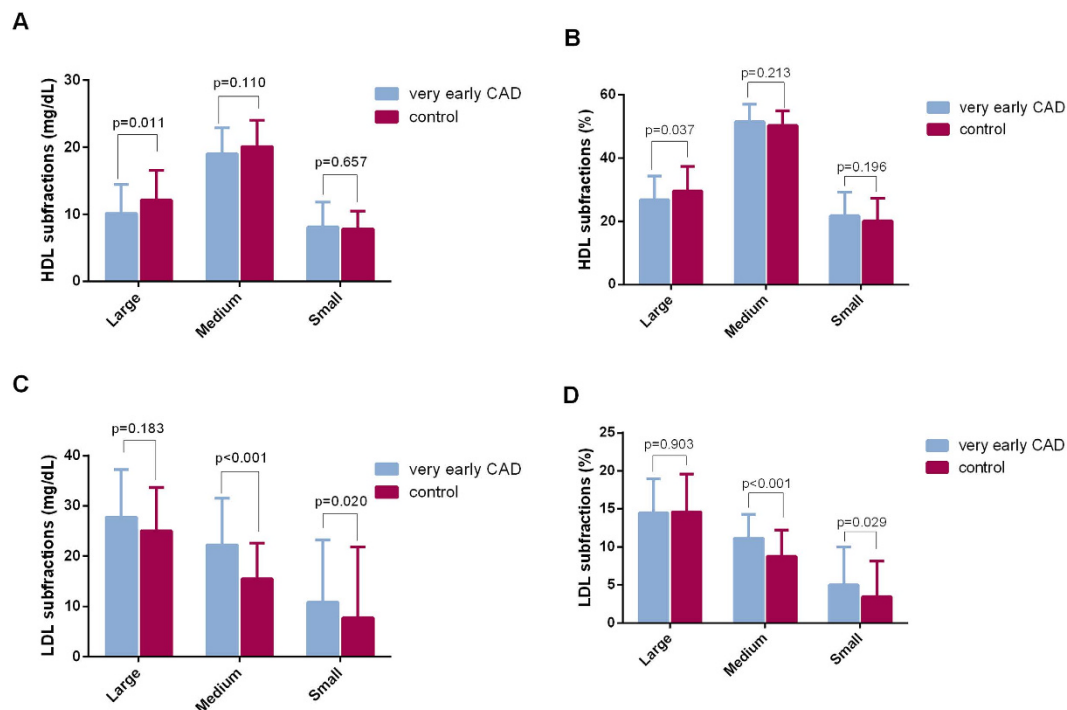 A
HDL subfractions (mg/dL)
30
20
10
0
p=0.011
p=0.110
p=0.657
Large
Medium
Small
very early CAD
control
B
HDL subfractions (%)
60
40
20
0
p=0.037
p=0.213
p=0.196
Large
Medium
Small
very early CAD
control
C
LDL subfractions (mg/dL)
40
30
20
10
0
p=0.183
p<0.001
p=0.020
Large
Medium
Small
very early CAD
control
D
LDL subfractions (%)
25
20
15
10
5
0
p=0.903
p<0.001
p=0.029
Large
Medium
Small
very early CAD
control